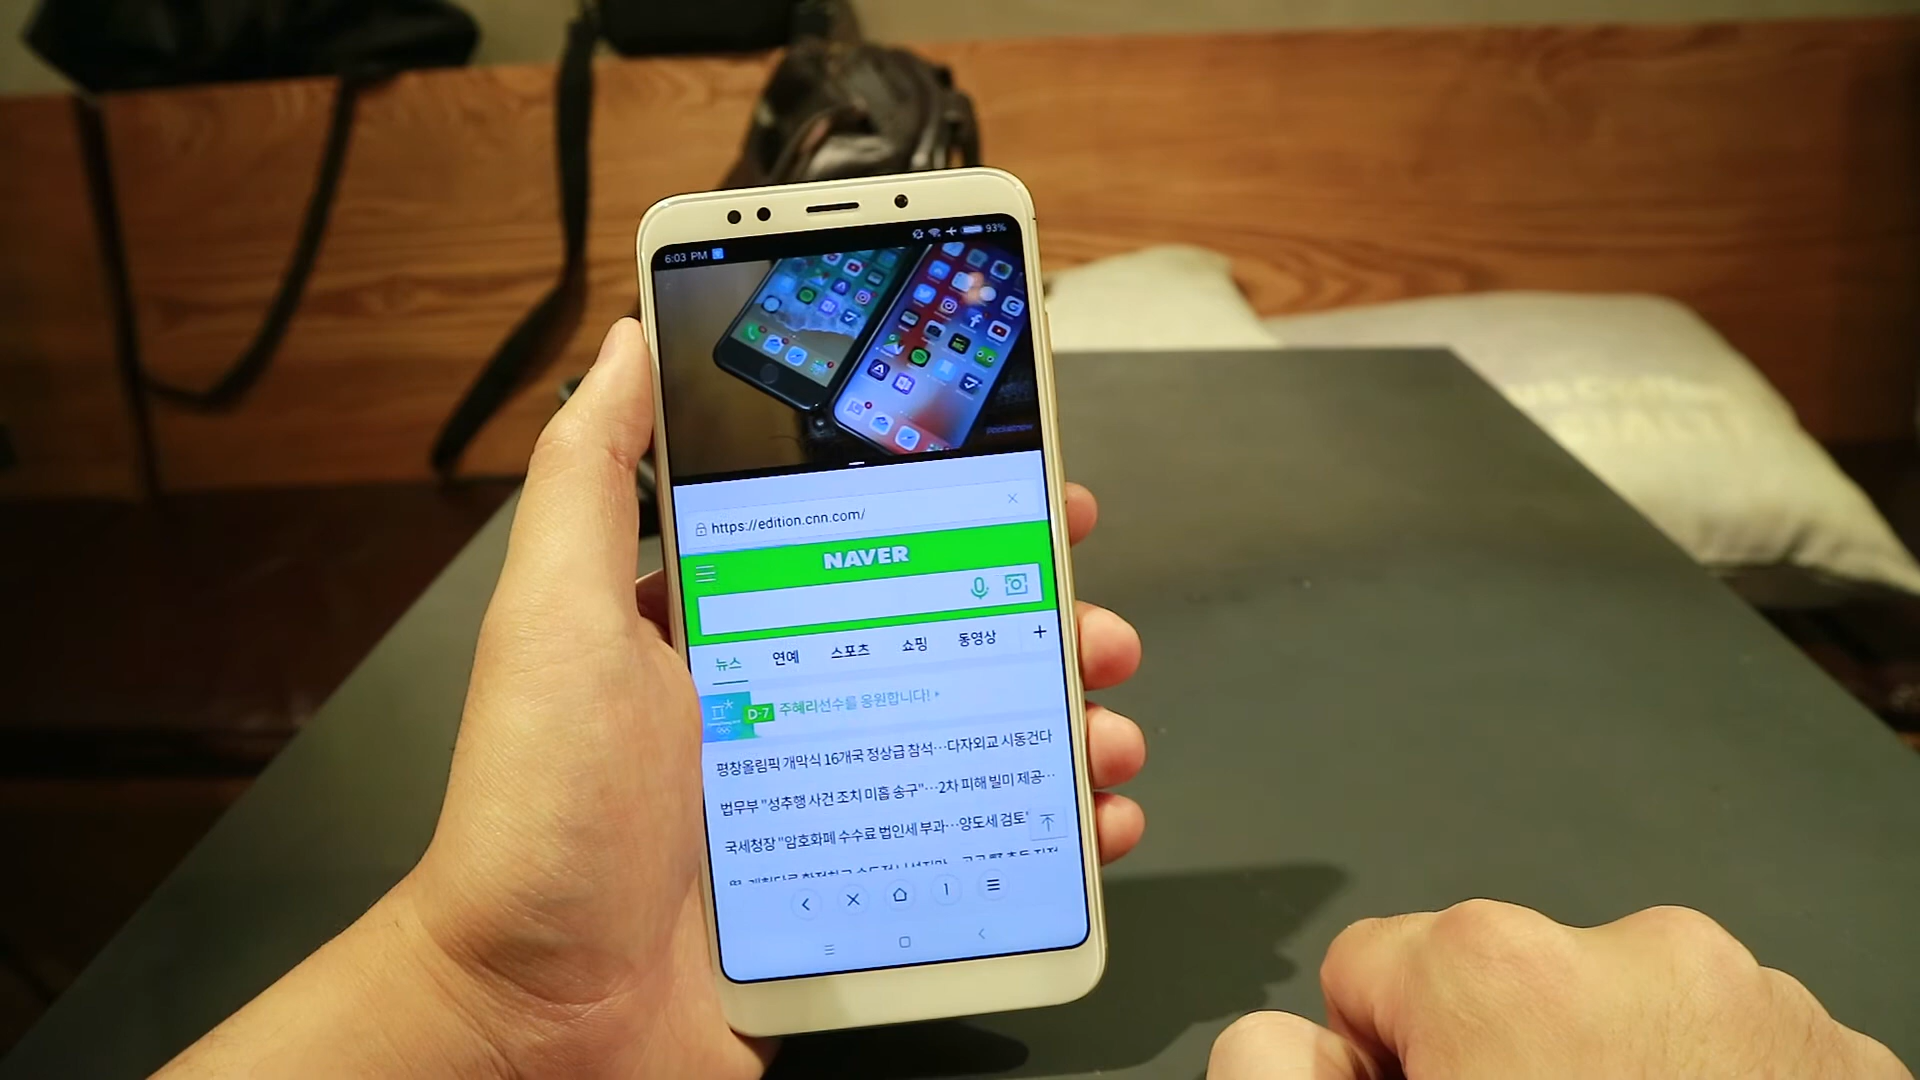 6:03 PM
93%
Pocketnow
https://edition.cnn.com/
NAVER
뉴스 연예 스포츠 쇼핑 동영상 +
D-7 주혜리선수를 응원합니다!
평창올림픽 개막식 16개국 정상급 참석…다자외교 시동건다
법무부 "성추행 사건 조치 미흡 송구"…2차 피해 빌미 제공…
국세청장 "암호화폐 수수료 법인세 부과…양도세 검토"
1